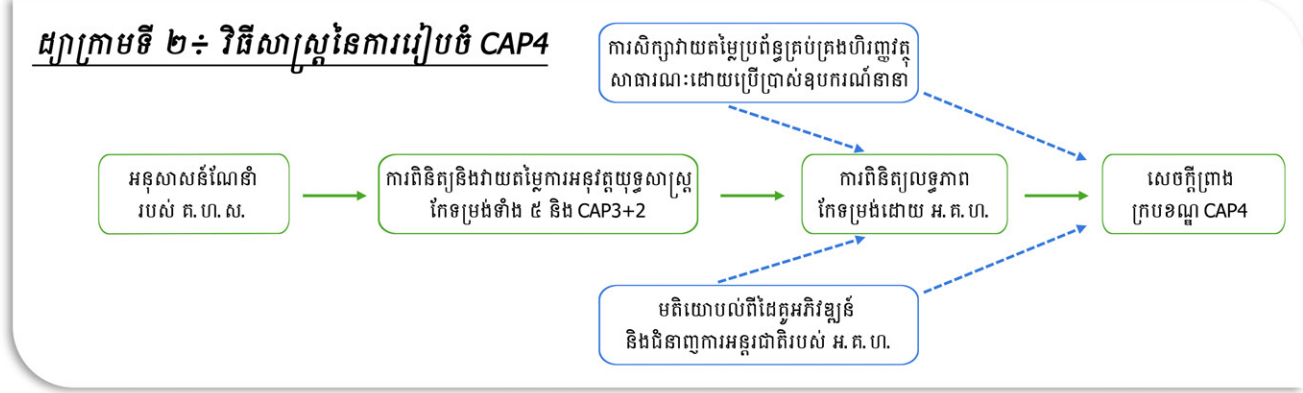 ដ្យាក្រាមទី ២៖ វិធីសាស្ត្រនៃការរៀបចំ CAP4
ការសិក្សាវាយតម្លៃប្រព័ន្ធគ្រប់គ្រងហិរញ្ញវត្ថុ
សាធារណៈដោយប្រើប្រាស់ឧបករណ៍នានា
អនុសាសន៍ណែនាំ
របស់ គ.ហ.ស.
ការពិនិត្យនិងវាយតម្លៃការអនុវត្តយុទ្ធសាស្ត្រ
កែទម្រង់ទាំង ៥ និង CAP3+2
ការពិនិត្យលទ្ធភាព
កែទម្រង់ដោយ អ.គ.ហ.
សេចក្តីព្រាង
ក្របខណ្ឌ CAP4
មតិយោបល់ពីដៃគូអភិវឌ្ឍន៍
និងជំនាញការអន្តរជាតិរបស់ អ.គ.ហ.